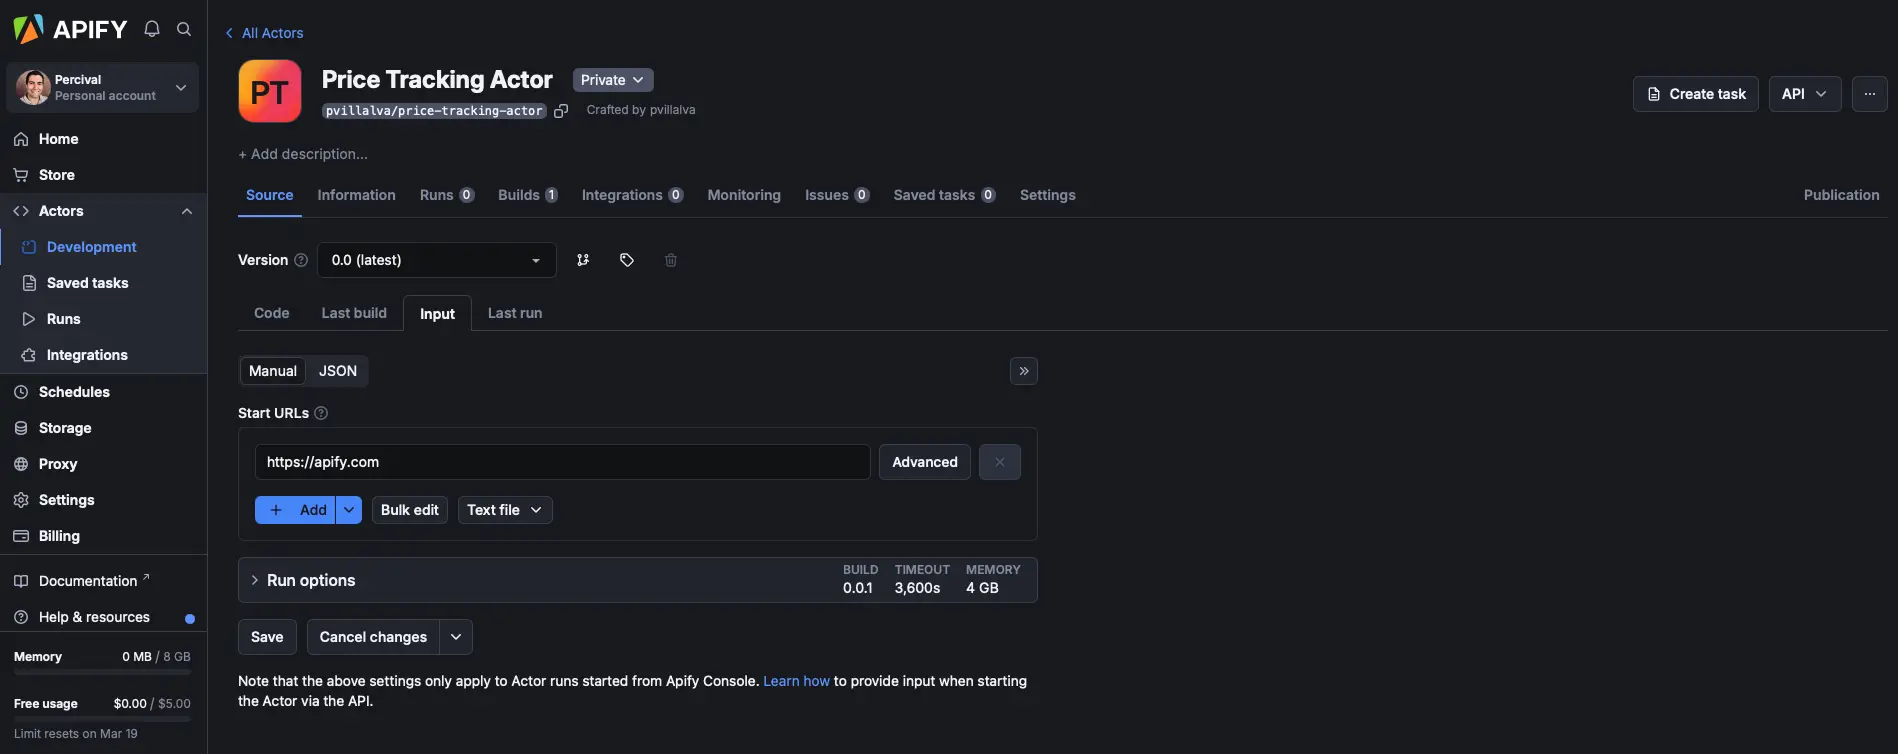 APIFY
Percival
Personal account
Home
Store
Actors
Development
Saved tasks
Runs
Integrations
Schedules
Storage
Proxy
Settings
Billing
Documentation ↗
Help & resources
Memory 0 MB / 8 GB
Free usage $0.00 / $5.00
Limit resets on Mar 19
All Actors
PT
Price Tracking Actor Private
pvillalva/price-tracking-actor Crafted by pvillalva
+ Add description...
Create task API ...
Source Information Runs 0 Builds 1 Integrations 0 Monitoring Issues 0 Saved tasks 0 Settings Publication
Version ? 0.0 (latest)
Code Last build Input Last run
Manual JSON
Start URLs ?
https://apify.com Advanced
+ Add Bulk edit Text file
Run options
BUILD TIMEOUT MEMORY
0.0.1 3,600s 4 GB
Save Cancel changes
Note that the above settings only apply to Actor runs started from Apify Console. Learn how to provide input when starting
the Actor via the API.